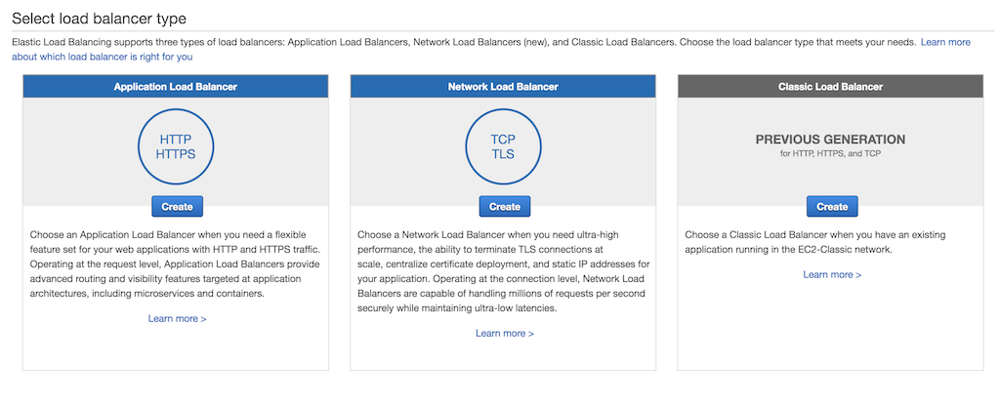 Select load balancer type
Elastic Load Balancing supports three types of load balancers: Application Load Balancers, Network Load Balancers (new), and Classic Load Balancers. Choose the load balancer type that meets your needs. Learn more
about which load balancer is right for you
Application Load Balancer
HTTP
HTTPS
Create
Choose an Application Load Balancer when you need a flexible
feature set for your web applications with HTTP and HTTPS traffic.
Operating at the request level, Application Load Balancers provide
advanced routing and visibility features targeted at application
architectures, including microservices and containers.
Learn more >
Network Load Balancer
TCP
TLS
Create
Choose a Network Load Balancer when you need ultra-high
performance, the ability to terminate TLS connections at
scale, centralize certificate deployment, and static IP addresses for
your application. Operating at the connection level, Network Load
Balancers are capable of handling millions of requests per second
securely while maintaining ultra-low latencies.
Learn more >
Classic Load Balancer
PREVIOUS GENERATION
for HTTP, HTTPS, and TCP
Create
Choose a Classic Load Balancer when you have an existing
application running in the EC2-Classic network.
Learn more >